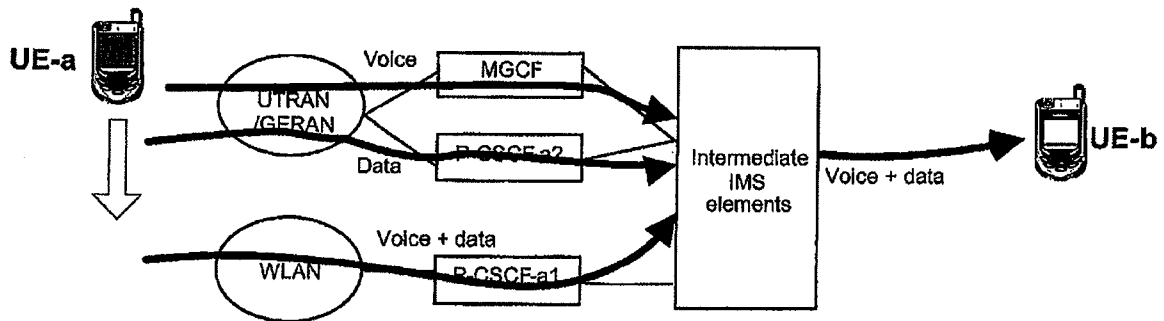 UE-a
Voice
MGCF
UTRAN
/GERAN
P-CSCF-a2
Data
Intermediate
IMS
elements
UE-b
Voice + data
Voice + data
WLAN
P-CSCF-a1